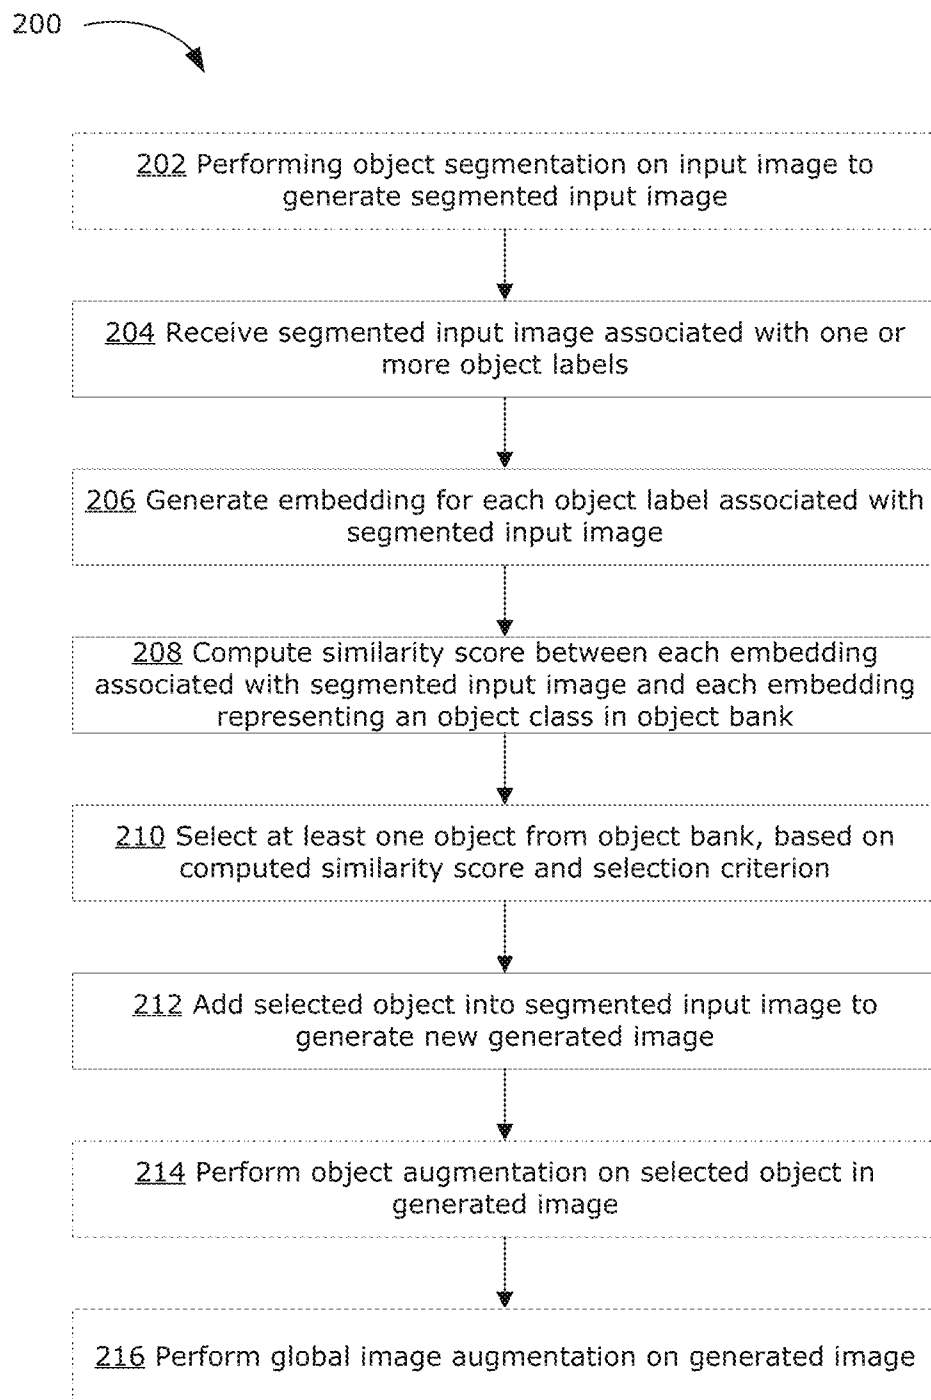 200
202 Performing object segmentation on input image to
generate segmented input image
204 Receive segmented input image associated with one or
more object labels
206 Generate embedding for each object label associated with
segmented input image
208 Compute similarity score between each embedding
associated with segmented input image and each embedding
representing an object class in object bank
210 Select at least one object from object bank, based on
computed similarity score and selection criterion
212 Add selected object into segmented input image to
generate new generated image
214 Perform object augmentation on selected object in
generated image
216 Perform global image augmentation on generated image